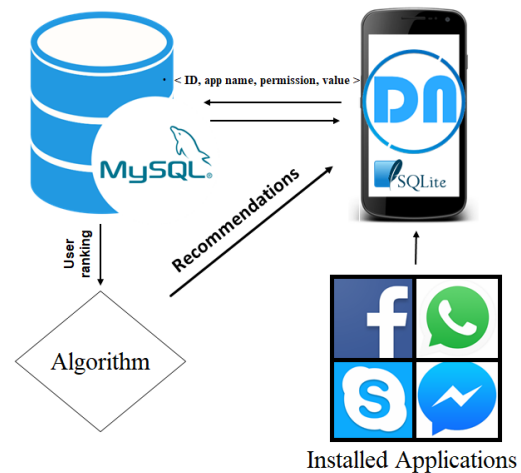 < ID, app name, permission, value >
DN
MySQL®
SQLite
Recommendations
User
ranking
Algorithm
f
S
Installed Applications